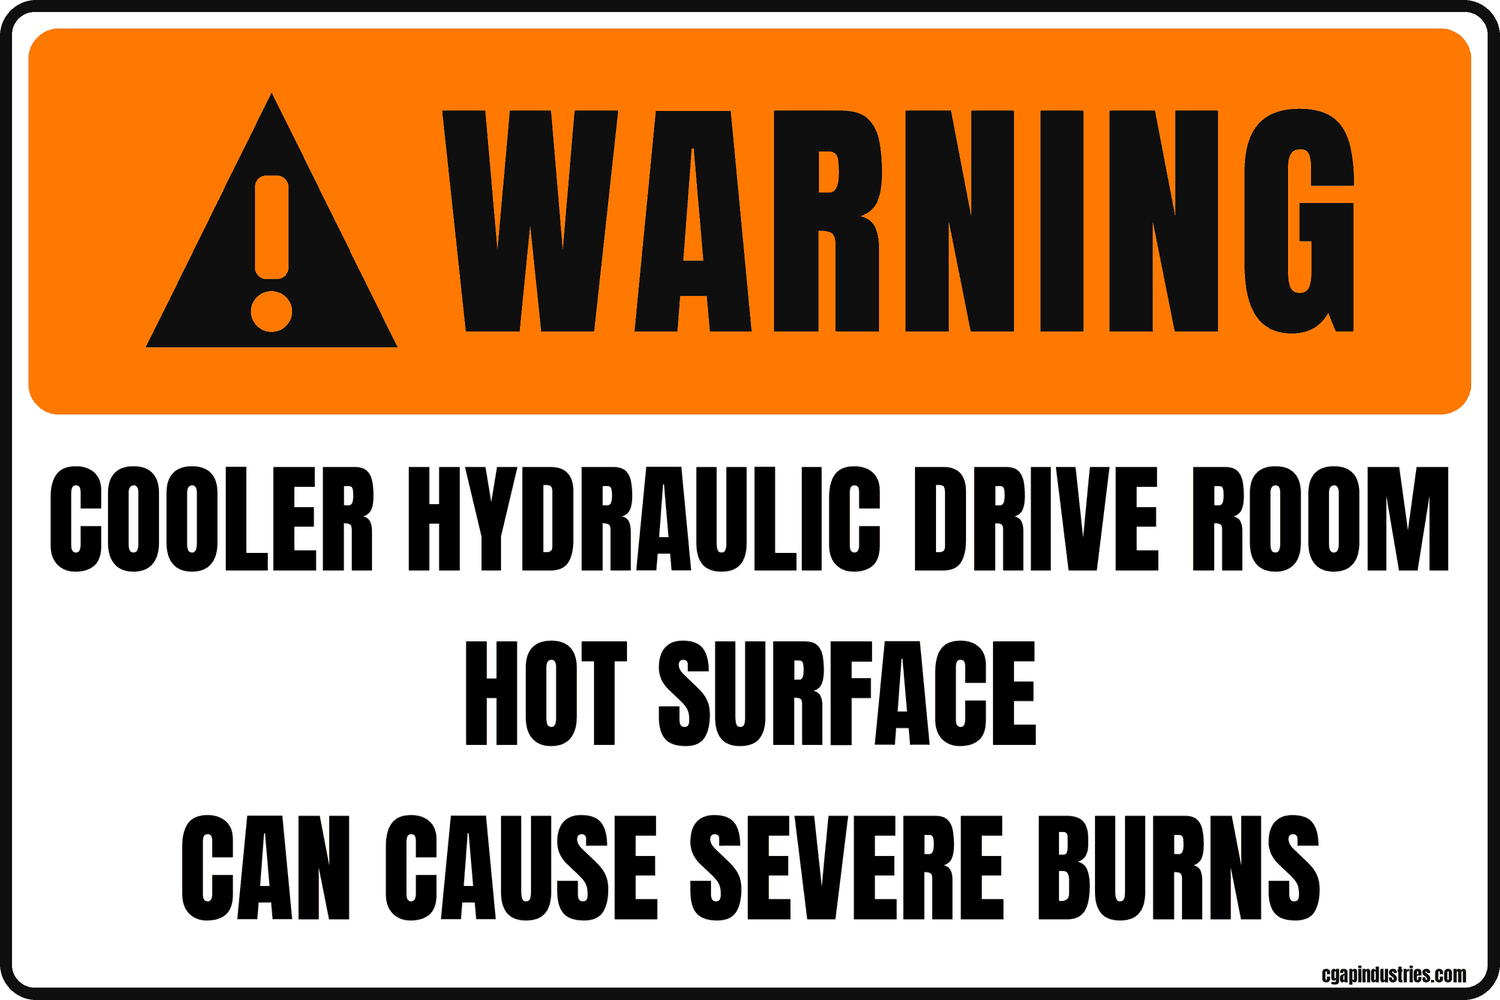 WARNING
COOLER HYDRAULIC DRIVE ROOM
HOT SURFACE
CAN CAUSE SEVERE BURNS
cgapindustries.com